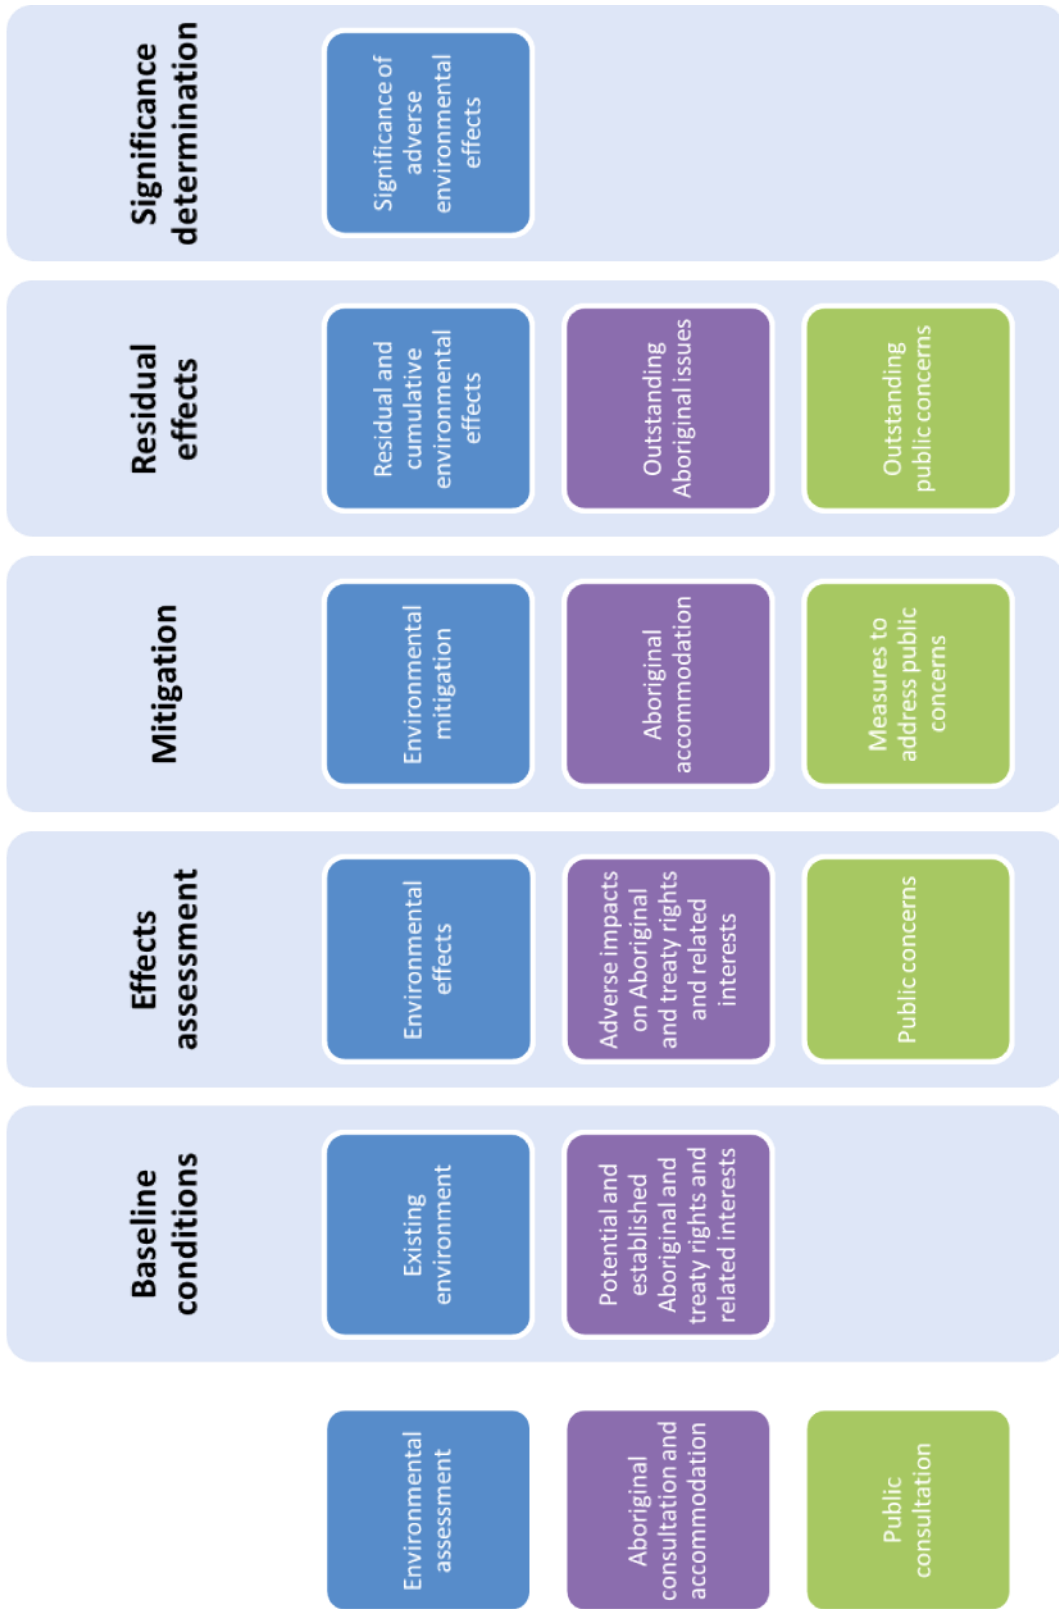 Baseline
conditions
Effects
assessment
Mitigation
Residual
effects
Significance
determination
Environmental
assessment
Existing
environment
Environmental
effects
Environmental
mitigation
Residual and
cumulative
environmental
effects
Significance of
adverse
environmental
effects
Aboriginal
consultation and
accommodation
Potential and
established
Aboriginal and
treaty rights and
related interests
Adverse impacts
on Aboriginal
and treaty rights
and related
interests
Aboriginal
accommodation
Outstanding
Aboriginal issues
Public
consultation
Public concerns
Measures to
address public
concerns
Outstanding
public concerns